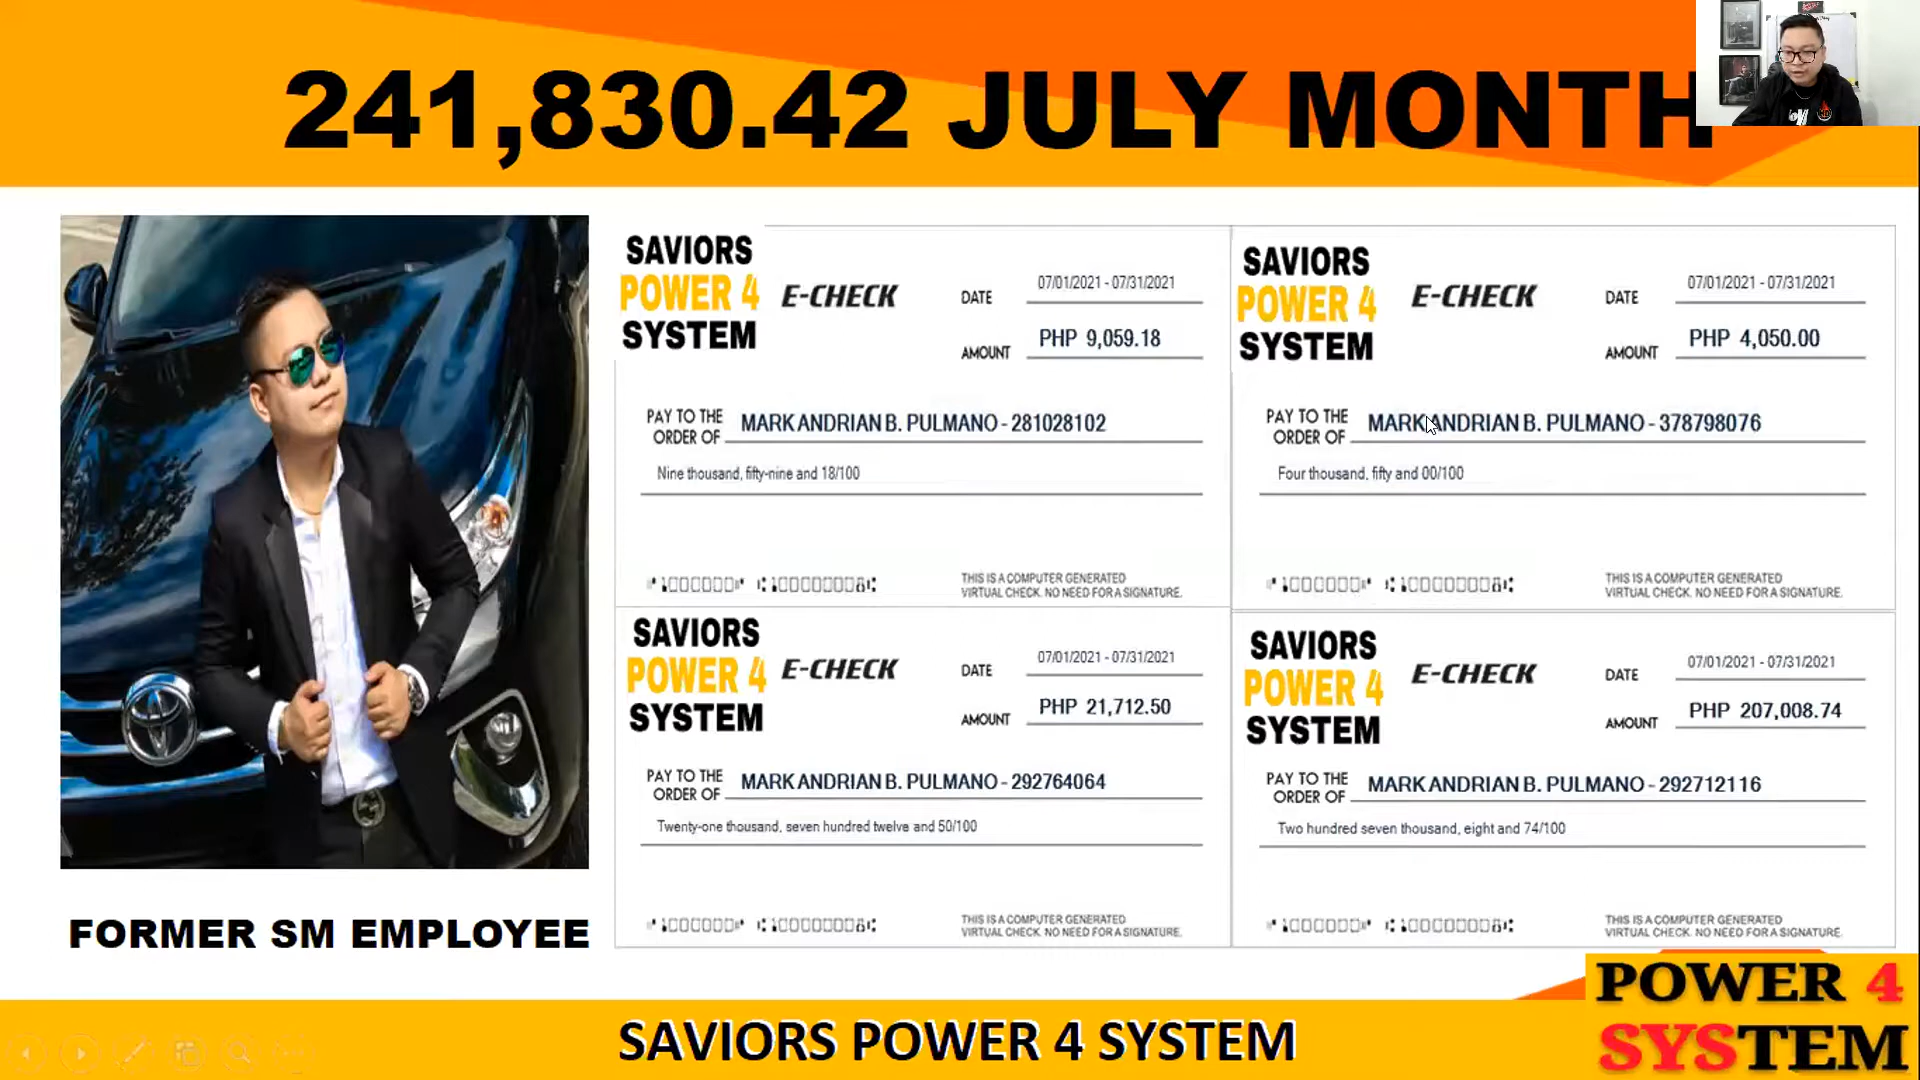 241,830.42 JULY MONTH
SAVIORS
POWER 4
SYSTEM
E-CHECK
DATE 07/01/2021 - 07/31/2021
AMOUNT PHP 9,059.18
PAY TO THE
ORDER OF MARK ANDRIAN B. PULMANO - 281028102
Nine thousand, fifty-nine and 18/100
THIS IS A COMPUTER GENERATED
VIRTUAL CHECK. NO NEED FOR A SIGNATURE.
SAVIORS
POWER 4
SYSTEM
E-CHECK
DATE 07/01/2021 - 07/31/2021
AMOUNT PHP 4,050.00
PAY TO THE
ORDER OF MARK ANDRIAN B. PULMANO - 378798076
Four thousand, fifty and 00/100
THIS IS A COMPUTER GENERATED
VIRTUAL CHECK. NO NEED FOR A SIGNATURE.
SAVIORS
POWER 4
SYSTEM
E-CHECK
DATE 07/01/2021 - 07/31/2021
AMOUNT PHP 21,712.50
PAY TO THE
ORDER OF MARK ANDRIAN B. PULMANO - 292764064
Twenty-one thousand, seven hundred twelve and 50/100
THIS IS A COMPUTER GENERATED
VIRTUAL CHECK. NO NEED FOR A SIGNATURE.
SAVIORS
POWER 4
SYSTEM
E-CHECK
DATE 07/01/2021 - 07/31/2021
AMOUNT PHP 207,008.74
PAY TO THE
ORDER OF MARK ANDRIAN B. PULMANO - 292712116
Two hundred seven thousand, eight and 74/100
THIS IS A COMPUTER GENERATED
VIRTUAL CHECK. NO NEED FOR A SIGNATURE.
FORMER SM EMPLOYEE
SAVIORS POWER 4 SYSTEM
POWER 4
SYSTEM